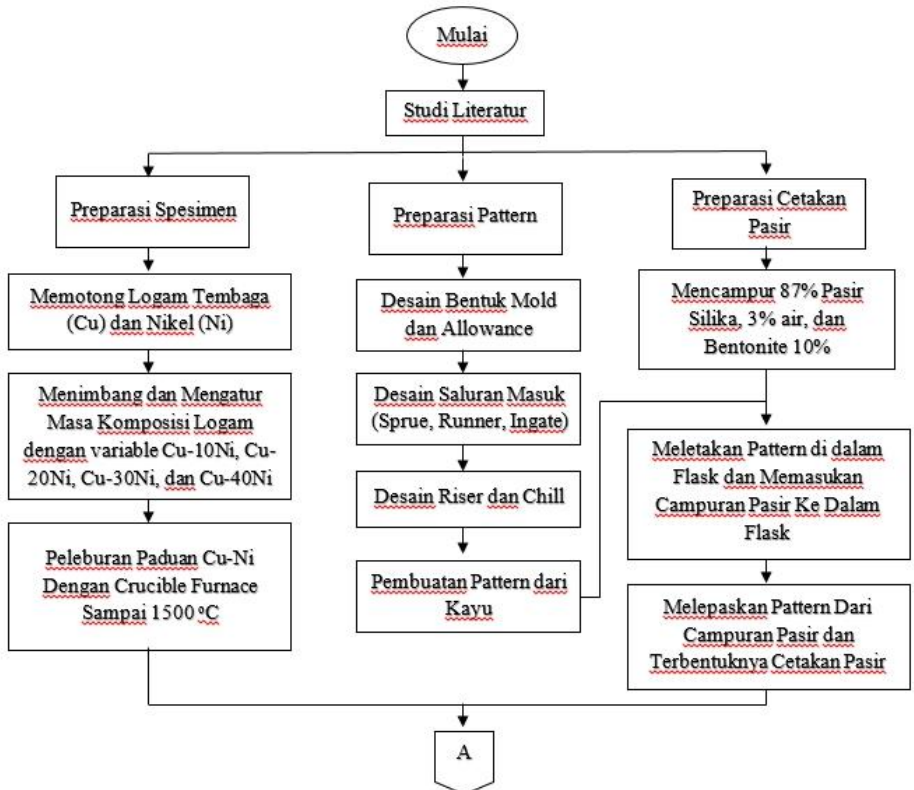 Mulai
Studi Literatur
Preparasi Spesimen
Memotong Logam Tembaga
(Cu) dan Nikel (Ni)
Menimbang dan Mengatur
Masa Komposisi Logam
dengan variable Cu-10Ni, Cu-
20Ni, Cu-30Ni, dan Cu-40Ni
Peleburan Paduan Cu-Ni
Dengan Crucible Furnace
Sampai 1500 °C
Preparasi Pattern
Desain Bentuk Mold
dan Allowance
Desain Saluran Masuk
(Sprue, Runner, Ingate)
Desain Riser dan Chill
Pembuatan Pattern dari
Kayu
Preparasi Cetakan
Pasir
Mencampur 87% Pasir
Silika, 3% air, dan
Bentonite 10%
Meletakan Pattern di dalam
Flask dan Memasukan
Campuran Pasir Ke Dalam
Flask
Melepaskan Pattern Dari
Campuran Pasir dan
Terbentuknya Cetakan Pasir
A